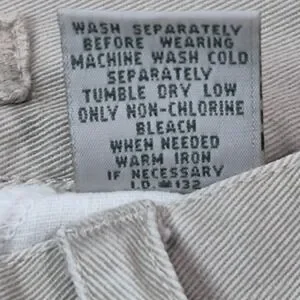 WASH SEPARATELY
BEFORE WEARING
MACHINE WASH COLD
SEPARATELY
TUMBLE DRY LOW
ONLY NON-CHLORINE
BLEACH
WHEN NEEDED
WARM IRON
IF NECESSARY
I.D. #132